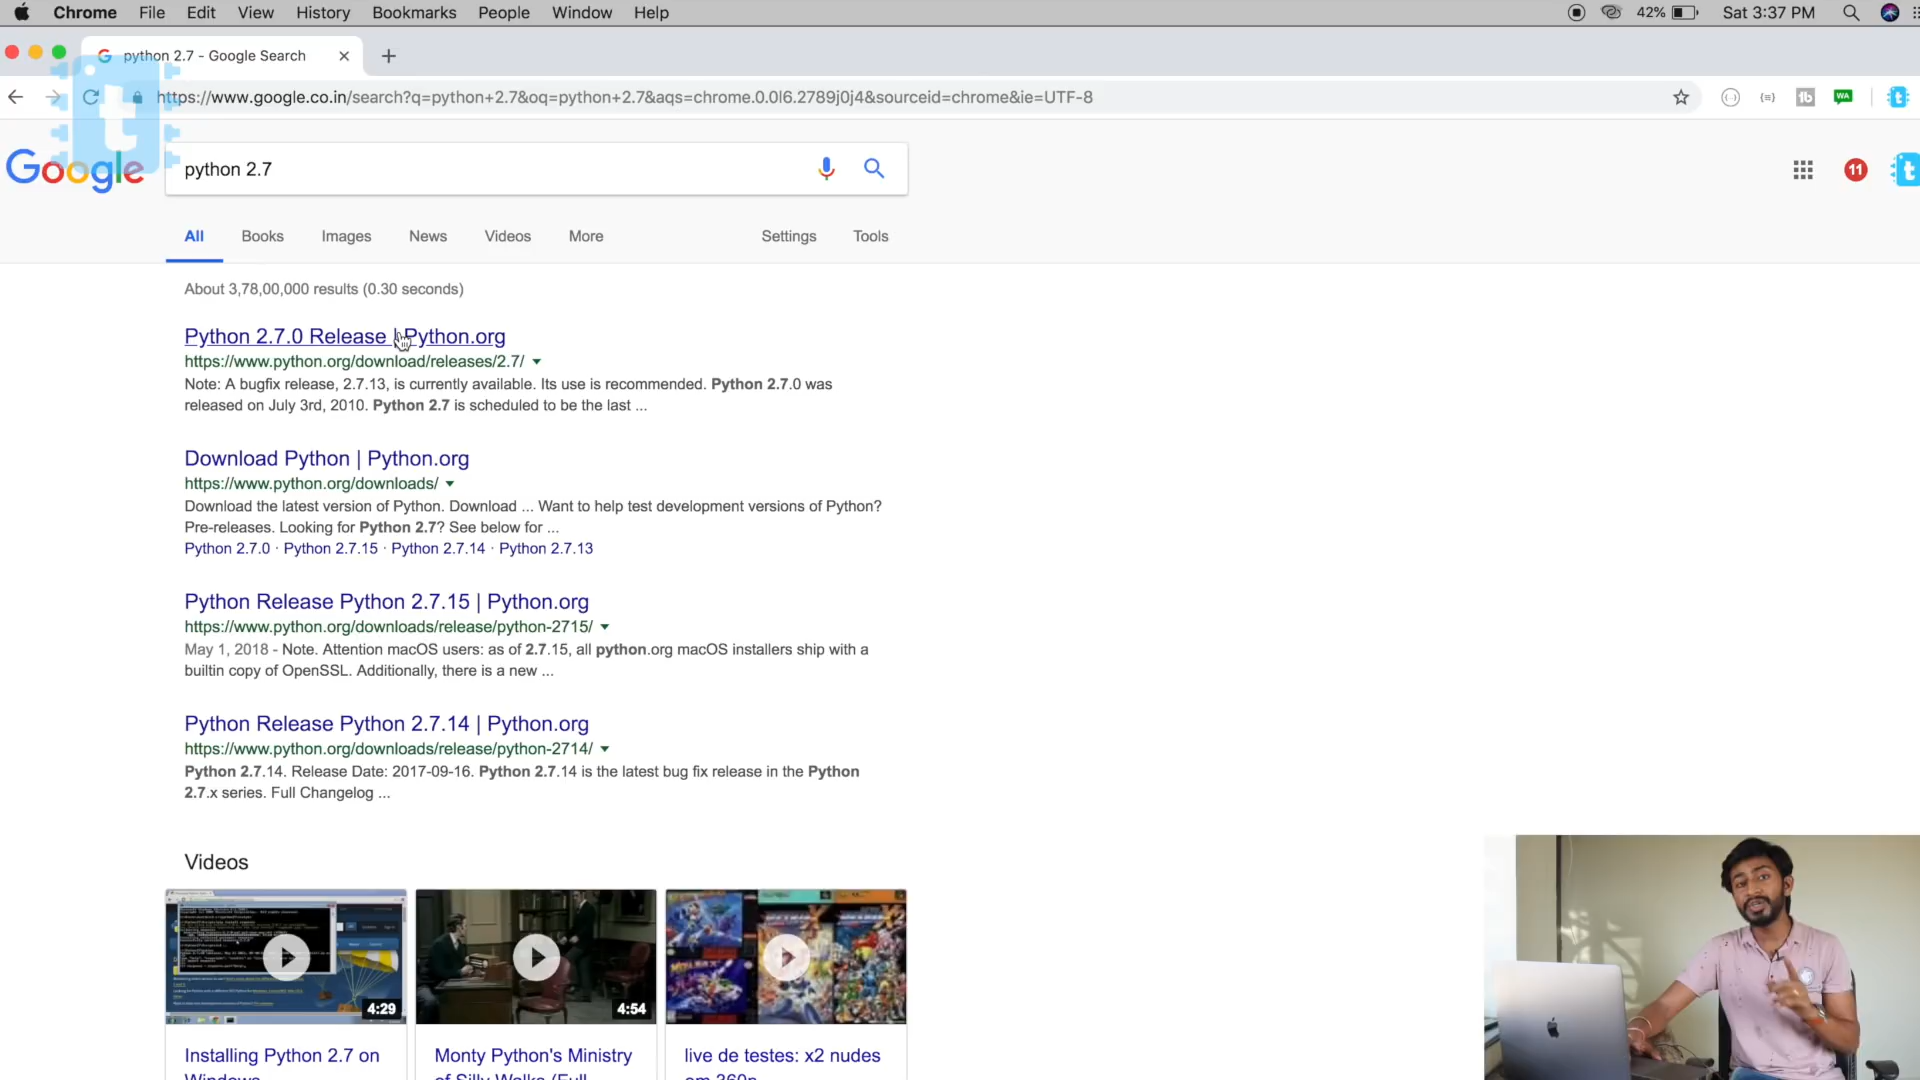 Chrome File Edit View History Bookmarks People Window Help 42% Sat 3:37 PM
python 2.7 - Google Search
https://www.google.co.in/search?q=python+2.7&oq=python+2.7&aqs=chrome.0.0l6.2789j0j4&sourceid=chrome&ie=UTF-8
Google
python 2.7
11
All Books Images News Videos More Settings Tools
About 3,78,00,000 results (0.30 seconds)
Python 2.7.0 Release | Python.org
https://www.python.org/download/releases/2.7/
Note: A bugfix release, 2.7.13, is currently available. Its use is recommended. Python 2.7.0 was
released on July 3rd, 2010. Python 2.7 is scheduled to be the last ...
Download Python | Python.org
https://www.python.org/downloads/
Download the latest version of Python. Download ... Want to help test development versions of Python?
Pre-releases. Looking for Python 2.7? See below for ...
Python 2.7.0 · Python 2.7.15 · Python 2.7.14 · Python 2.7.13
Python Release Python 2.7.15 | Python.org
https://www.python.org/downloads/release/python-2715/
May 1, 2018 - Note. Attention macOS users: as of 2.7.15, all python.org macOS installers ship with a
builtin copy of OpenSSL. Additionally, there is a new ...
Python Release Python 2.7.14 | Python.org
https://www.python.org/downloads/release/python-2714/
Python 2.7.14. Release Date: 2017-09-16. Python 2.7.14 is the latest bug fix release in the Python
2.7.x series. Full Changelog ...
Videos
4:29
4:54
Installing Python 2.7 on
Windows
Monty Python's Ministry
of Silly Walks (Full
live de testes: x2 nudes
em 360p